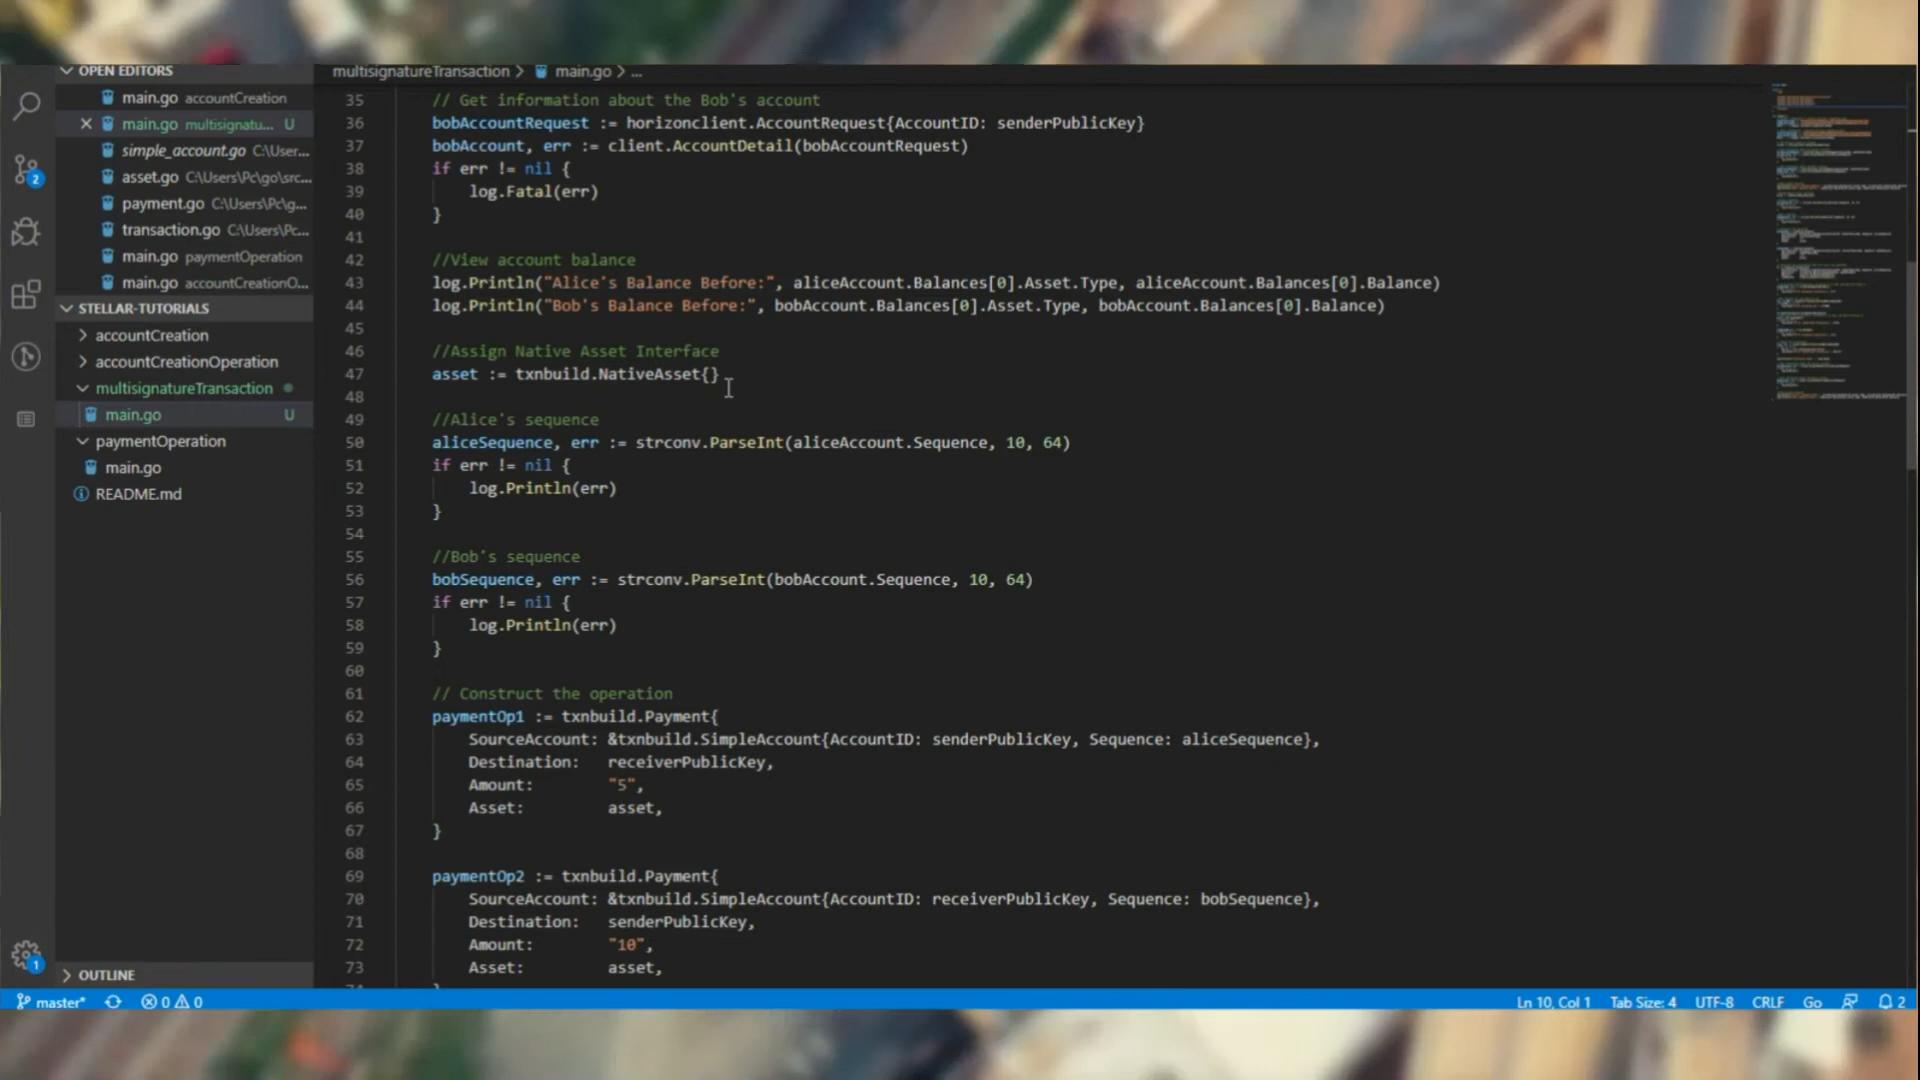 OPEN EDITORS
main.go accountCreation
main.go multisignatu... U
simple_account.go C:\User...
asset.go C:\Users\Pc\go\src...
payment.go C:\Users\Pc\g...
transaction.go C:\Users\Pc...
main.go paymentOperation
main.go accountCreationO...
STELLAR-TUTORIALS
accountCreation
accountCreationOperation
multisignatureTransaction
main.go U
paymentOperation
main.go
README.md
OUTLINE
2
1
multisignatureTransaction > main.go > ...
35 // Get information about the Bob's account
36 bobAccountRequest := horizonclient.AccountRequest{AccountID: senderPublicKey}
37 bobAccount, err := client.AccountDetail(bobAccountRequest)
38 if err != nil {
39 log.Fatal(err)
40 }
41
42 //View account balance
43 log.Println("Alice's Balance Before:", aliceAccount.Balances[0].Asset.Type, aliceAccount.Balances[0].Balance)
44 log.Println("Bob's Balance Before:", bobAccount.Balances[0].Asset.Type, bobAccount.Balances[0].Balance)
45
46 //Assign Native Asset Interface
47 asset := txnbuild.NativeAsset{}
48
49 //Alice's sequence
50 aliceSequence, err := strconv.ParseInt(aliceAccount.Sequence, 10, 64)
51 if err != nil {
52 log.Println(err)
53 }
54
55 //Bob's sequence
56 bobSequence, err := strconv.ParseInt(bobAccount.Sequence, 10, 64)
57 if err != nil {
58 log.Println(err)
59 }
60
61 // Construct the operation
62 paymentOp1 := txnbuild.Payment{
63 SourceAccount: &txnbuild.SimpleAccount{AccountID: senderPublicKey, Sequence: aliceSequence},
64 Destination: receiverPublicKey,
65 Amount: "5",
66 Asset: asset,
67 }
68
69 paymentOp2 := txnbuild.Payment{
70 SourceAccount: &txnbuild.SimpleAccount{AccountID: receiverPublicKey, Sequence: bobSequence},
71 Destination: senderPublicKey,
72 Amount: "10",
73 Asset: asset,
master* 0 0 Ln 10, Col 1 Tab Size: 4 UTF-8 CRLF Go 2